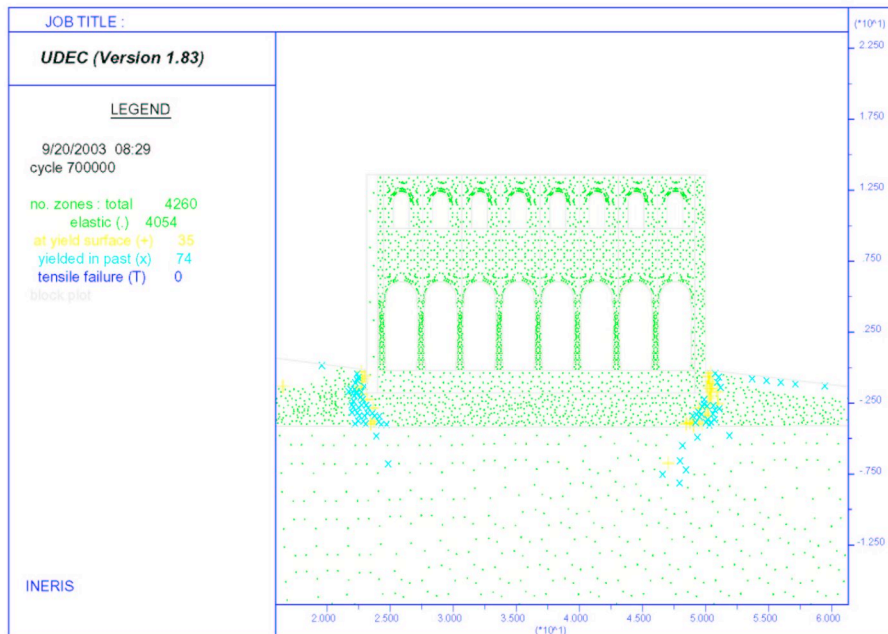 JOB TITLE :
(*10^1)
UDEC (Version 1.83)
LEGEND
9/20/2003 08:29
cycle 700000
no. zones : total 4260
elastic (.) 4054
at yield surface (+) 35
yielded in past (x) 74
tensile failure (T) 0
block plot
INERIS
2.250
1.750
1.250
.750
.250
-.250
-.750
-1.250
2.000 2.500 3.000 3.500 4.000 4.500 5.000 5.500 6.000
(*10^1)